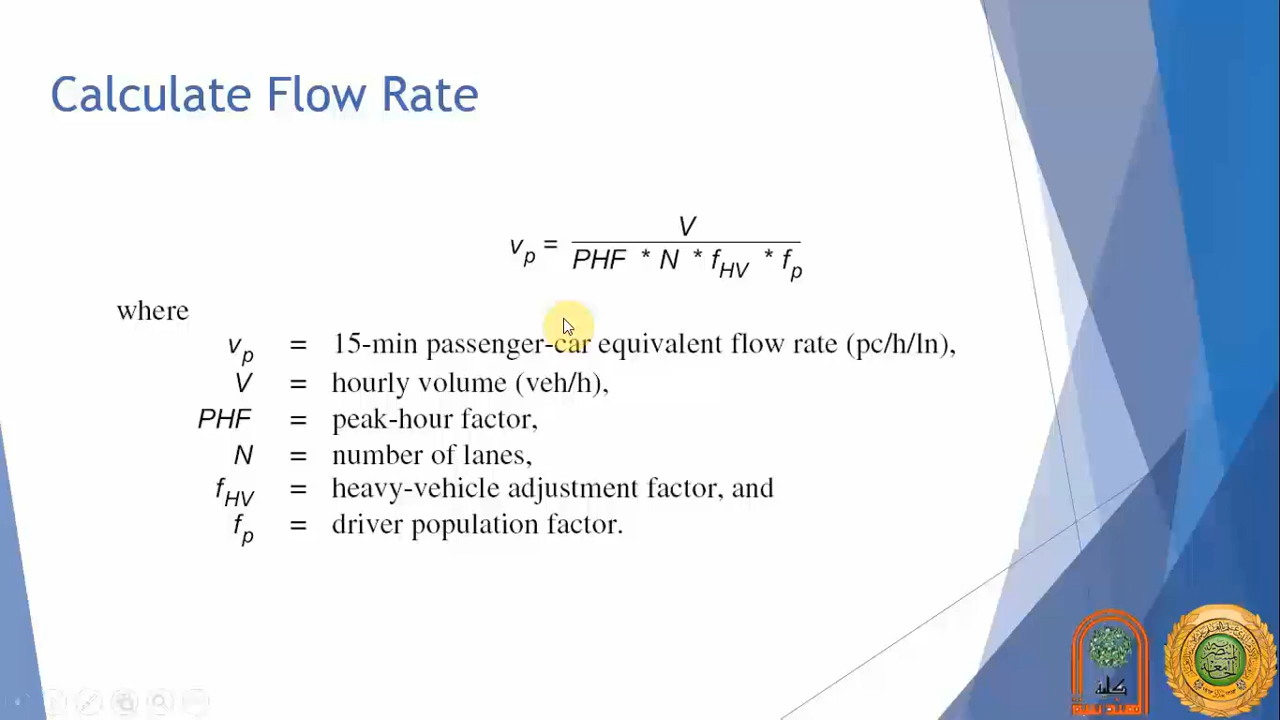 Calculate Flow Rate
v_p = V / (PHF * N * f_HV * f_p)
where
v_p = 15-min passenger-car equivalent flow rate (pc/h/ln),
V = hourly volume (veh/h),
PHF = peak-hour factor,
N = number of lanes,
f_HV = heavy-vehicle adjustment factor, and
f_p = driver population factor.
كلية